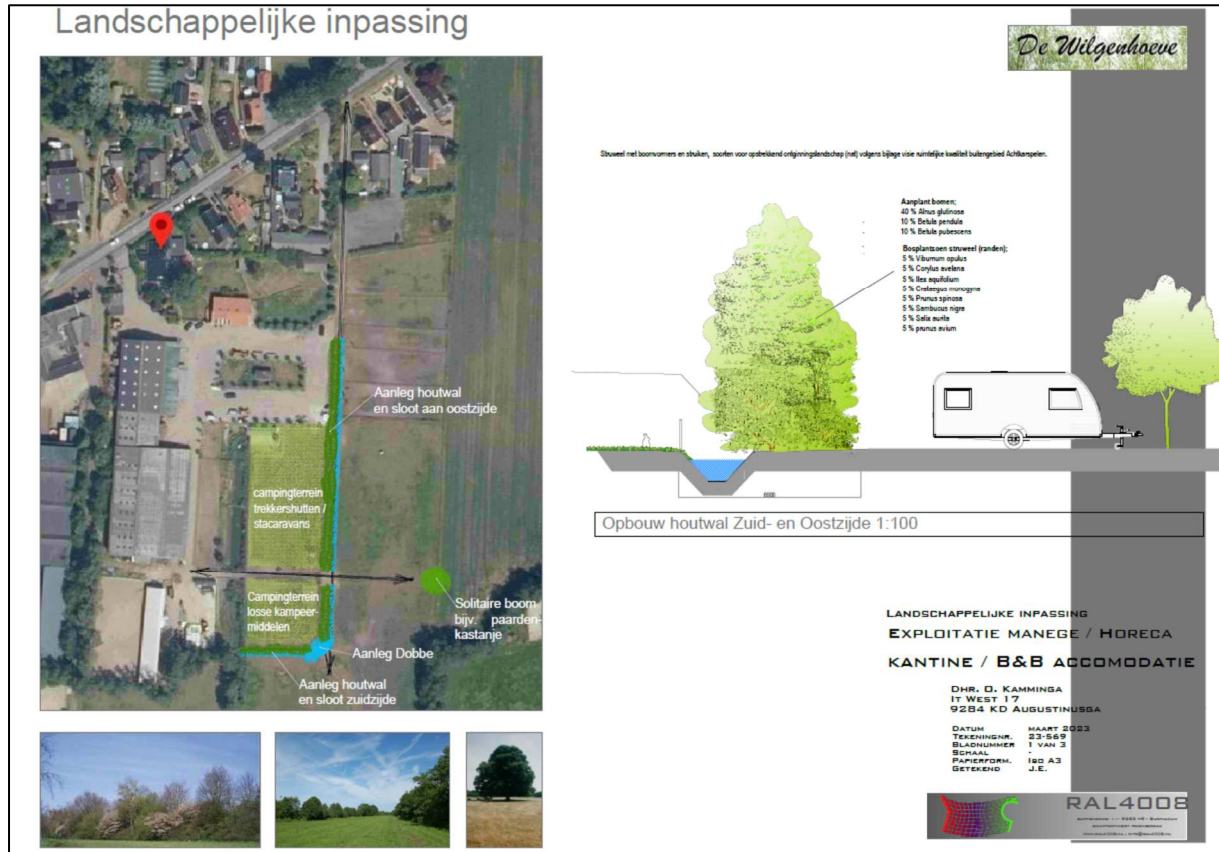 Landschappelijke inpassing
De Wilgenhoeve
Struweel met boomvormers en struiken, soorten voor opstrekkend ontginningslandschap (nat) volgens bijlage visie ruimtelijke kwaliteit buitengebied Achtkarspelen.
Aanplant bomen;
40 % Alnus glutinosa
10 % Betula pendula
10 % Betula pubescens
Bosplantsoen struweel (randen);
5 % Viburnum opulus
5 % Corylus avelana
5 % Ilex aquifolium
5 % Crataegus monogyna
5 % Prunus spinosa
5 % Sambucus nigra
5 % Salix aurita
5 % prunus avium
Aanleg houtwal
en sloot aan oostzijde
campingterrein
trekkershutten /
stacaravans
Campingterrein
losse kampeer-
middelen
Solitaire boom
bijv. paarden-
kastanje
Aanleg Dobbe
Aanleg houtwal
en sloot zuidzijde
Opbouw houtwal Zuid- en Oostzijde 1:100
Landschappelijke inpassing
Exploitatie manege / Horeca
kantine / B&B accomodatie
Dhr. O. Kamminga
It West 17
9284 KD Augustinusga
Datum maart 2023
Tekeningnr. 23-569
Bladnummer 1 van 3
Schaal -
Papierform. Iso A3
Getekend J.E.
RAL4008